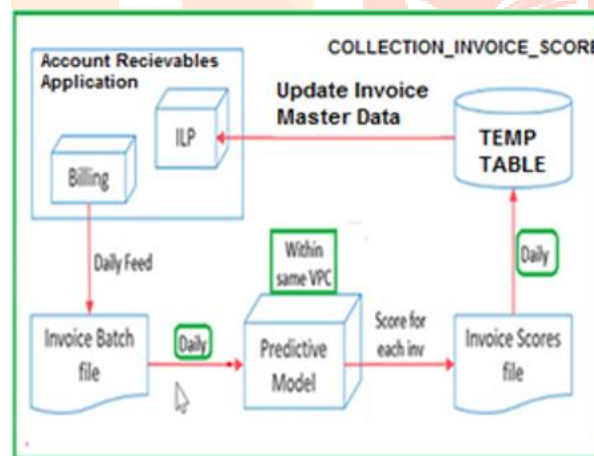 Account Recievables
Application
COLLECTION_INVOICE_SCORE
Update Invoice
Master Data
ILP
TEMP
TABLE
Billing
Daily Feed
Within
same VPC
Daily
Invoice Batch
file
Daily
Predictive
Model
Score for
each inv
Invoice Scores
file